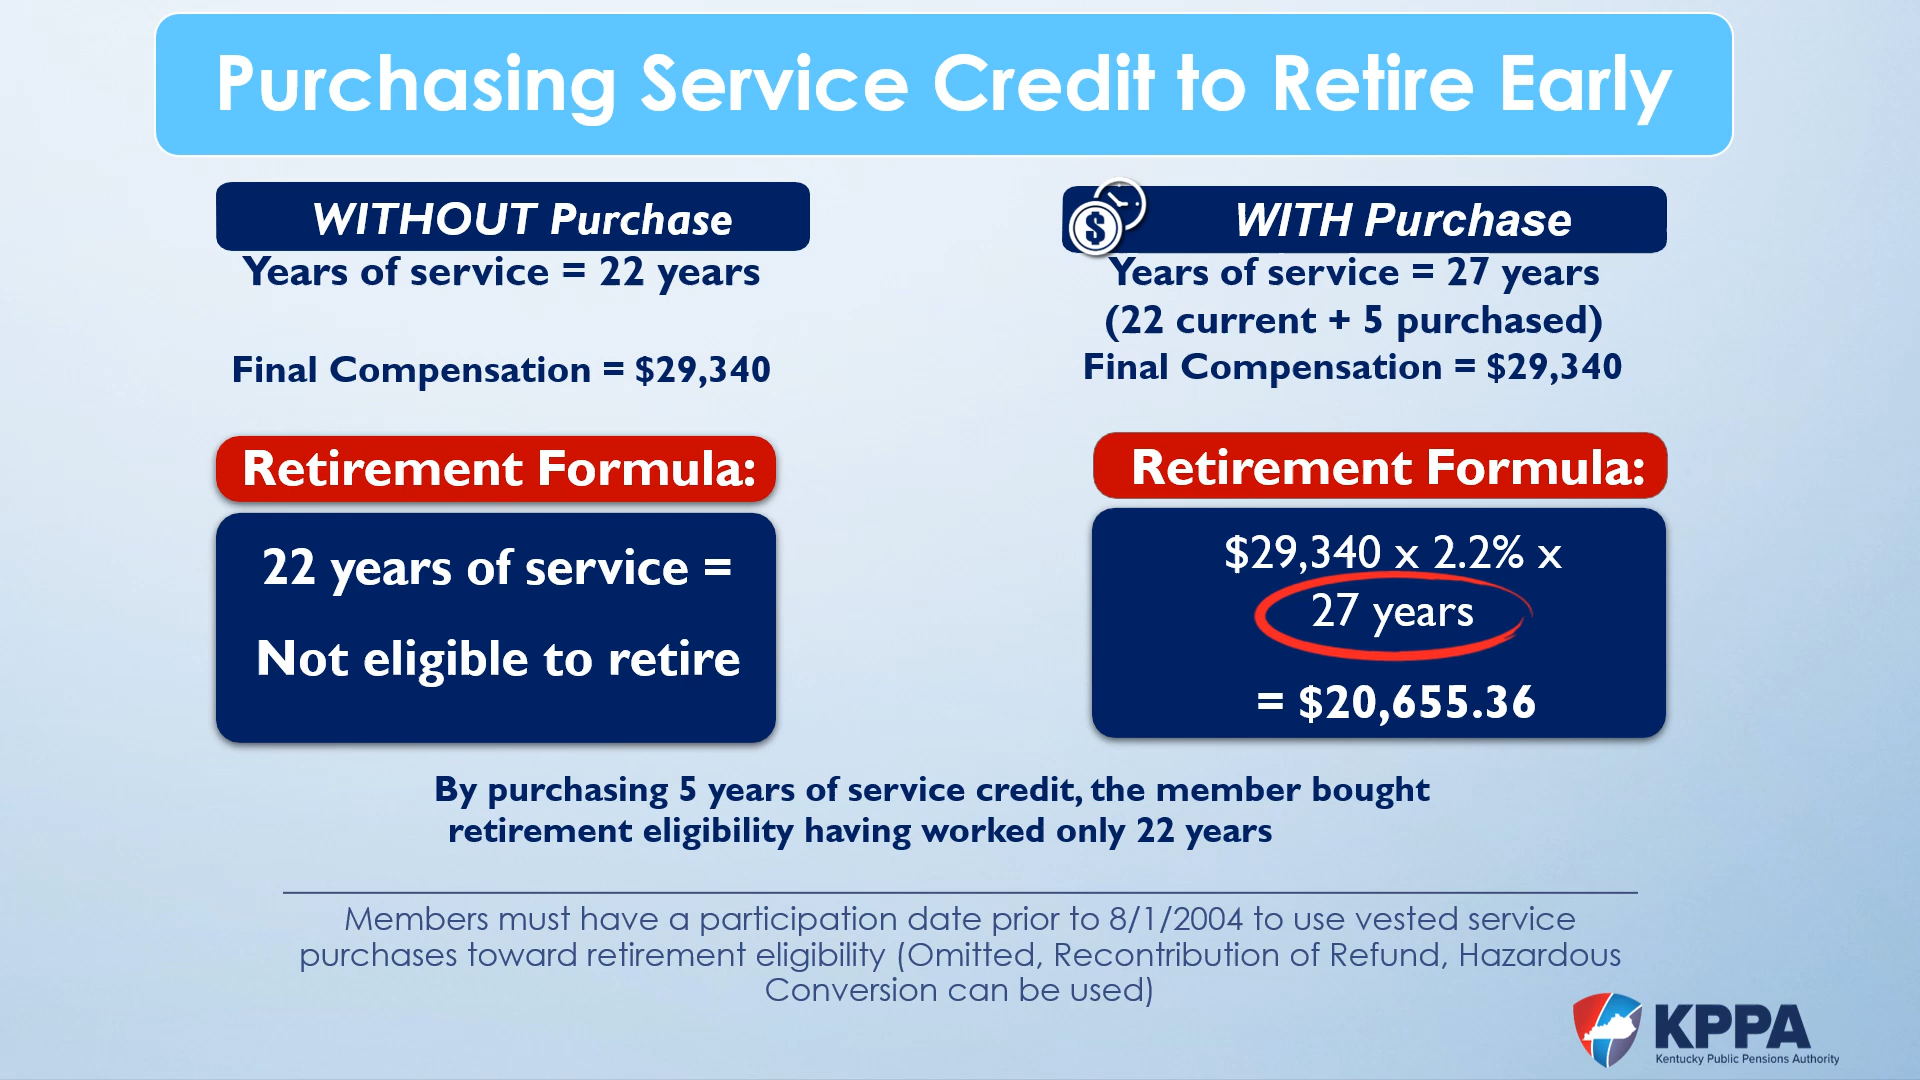 Purchasing Service Credit to Retire Early
WITHOUT Purchase
Years of service = 22 years
Final Compensation = $29,340
Retirement Formula:
22 years of service =
Not eligible to retire
$
WITH Purchase
Years of service = 27 years
(22 current + 5 purchased)
Final Compensation = $29,340
Retirement Formula:
$29,340 x 2.2% x
27 years
= $20,655.36
By purchasing 5 years of service credit, the member bought
retirement eligibility having worked only 22 years
Members must have a participation date prior to 8/1/2004 to use vested service
purchases toward retirement eligibility (Omitted, Recontribution of Refund, Hazardous
Conversion can be used)
KPPA
Kentucky Public Pensions Authority